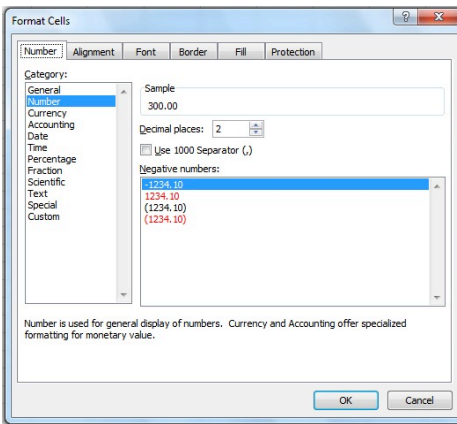 Format Cells
Number Alignment Font Border Fill Protection
Category:
General
Number
Currency
Accounting
Date
Time
Percentage
Fraction
Scientific
Text
Special
Custom
Sample
300.00
Decimal places: 2
Use 1000 Separator (,)
Negative numbers:
-1234.10
1234.10
(1234.10)
(1234.10)
Number is used for general display of numbers. Currency and Accounting offer specialized
formatting for monetary value.
OK Cancel